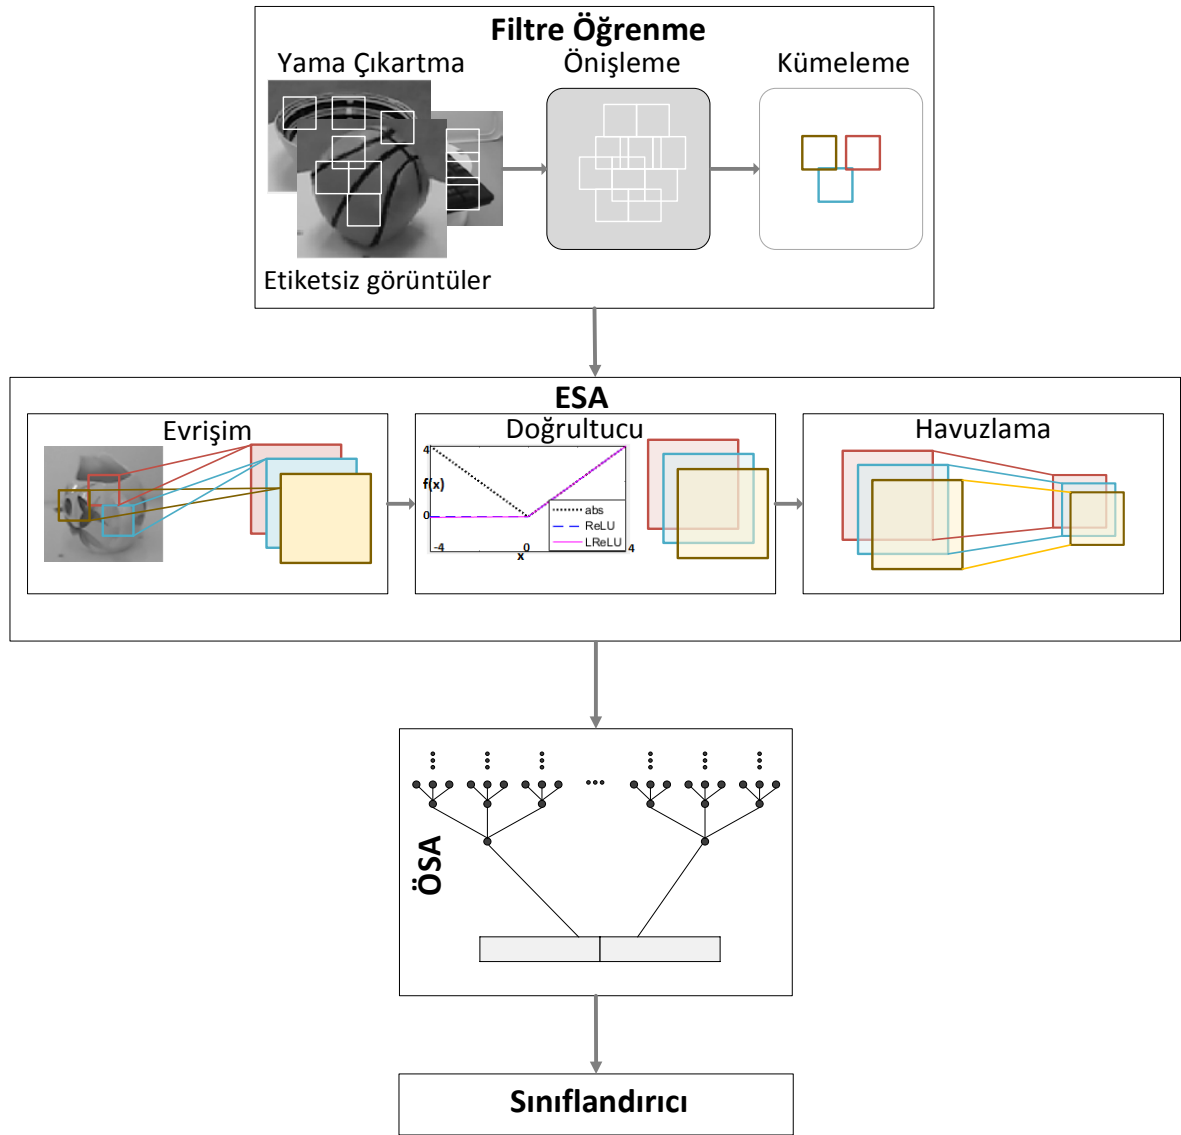 Filtre Öğrenme
Yama Çıkartma
Önişleme
Kümeleme
Etiketsiz görüntüler
ESA
Evrişim
Doğrultucu
Havuzlama
4
f(x)
0
-4
0
4
x
abs
ReLU
LReLU
ÖSA
Sınıflandırıcı